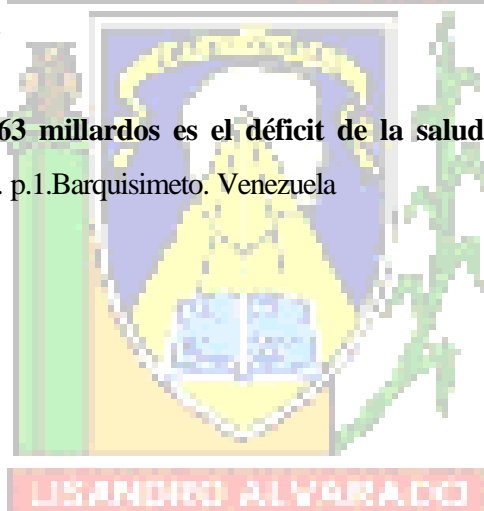 63 millardos es el déficit de la salud
. p.1.Barquisimeto. Venezuela
LISANDRO ALVARADO